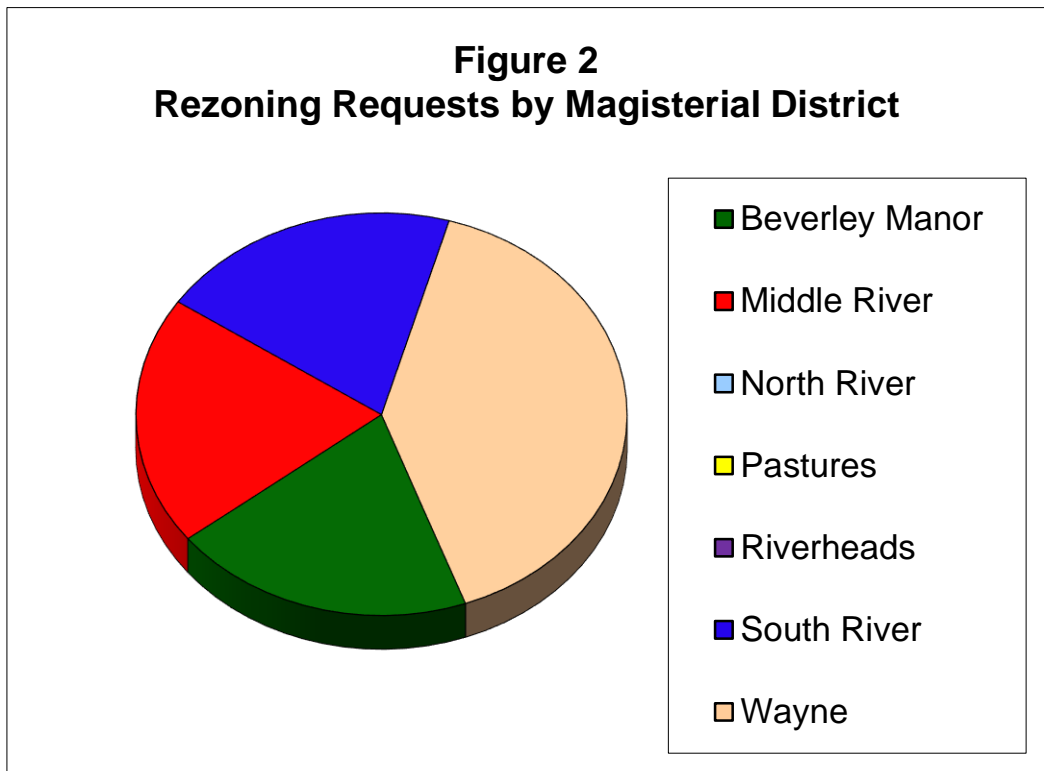 Figure 2
Rezoning Requests by Magisterial District
Beverley Manor
Middle River
North River
Pastures
Riverheads
South River
Wayne